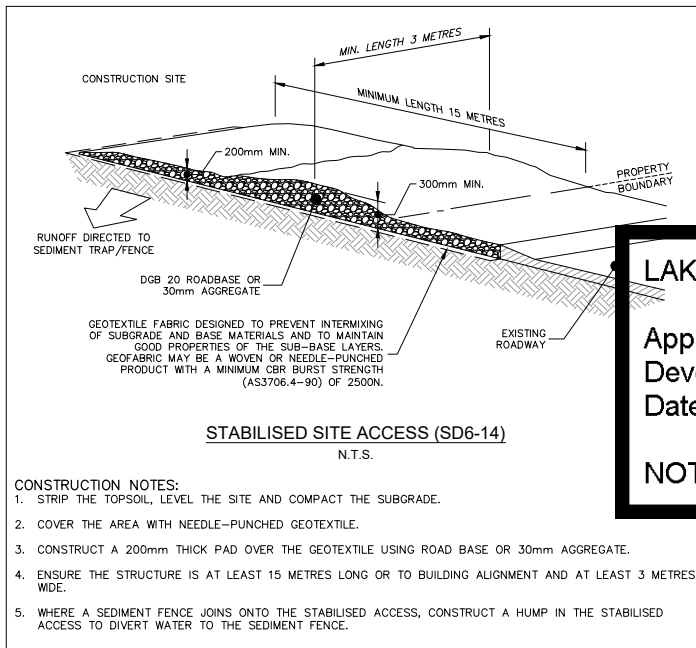 MIN. LENGTH 3 METRES
CONSTRUCTION SITE
MINIMUM LENGTH 15 METRES
200mm MIN.
PROPERTY
BOUNDARY
300mm MIN.
RUNOFF DIRECTED TO
SEDIMENT TRAP/FENCE
DGB 20 ROADBASE OR
30mm AGGREGATE
GEOTEXTILE FABRIC DESIGNED TO PREVENT INTERMIXING
OF SUBGRADE AND BASE MATERIALS AND TO MAINTAIN
GOOD PROPERTIES OF THE SUB-BASE LAYERS.
GEOFABRIC MAY BE A WOVEN OR NEEDLE-PUNCHED
PRODUCT WITH A MINIMUM CBR BURST STRENGTH
(AS3706.4-90) OF 2500N.
EXISTING
ROADWAY
LAK
App
Deve
Date
NOT
STABILISED SITE ACCESS (SD6-14)
N.T.S.
CONSTRUCTION NOTES:
1. STRIP THE TOPSOIL, LEVEL THE SITE AND COMPACT THE SUBGRADE.
2. COVER THE AREA WITH NEEDLE-PUNCHED GEOTEXTILE.
3. CONSTRUCT A 200mm THICK PAD OVER THE GEOTEXTILE USING ROAD BASE OR 30mm AGGREGATE.
4. ENSURE THE STRUCTURE IS AT LEAST 15 METRES LONG OR TO BUILDING ALIGNMENT AND AT LEAST 3 METRES
WIDE.
5. WHERE A SEDIMENT FENCE JOINS ONTO THE STABILISED ACCESS, CONSTRUCT A HUMP IN THE STABILISED
ACCESS TO DIVERT WATER TO THE SEDIMENT FENCE.